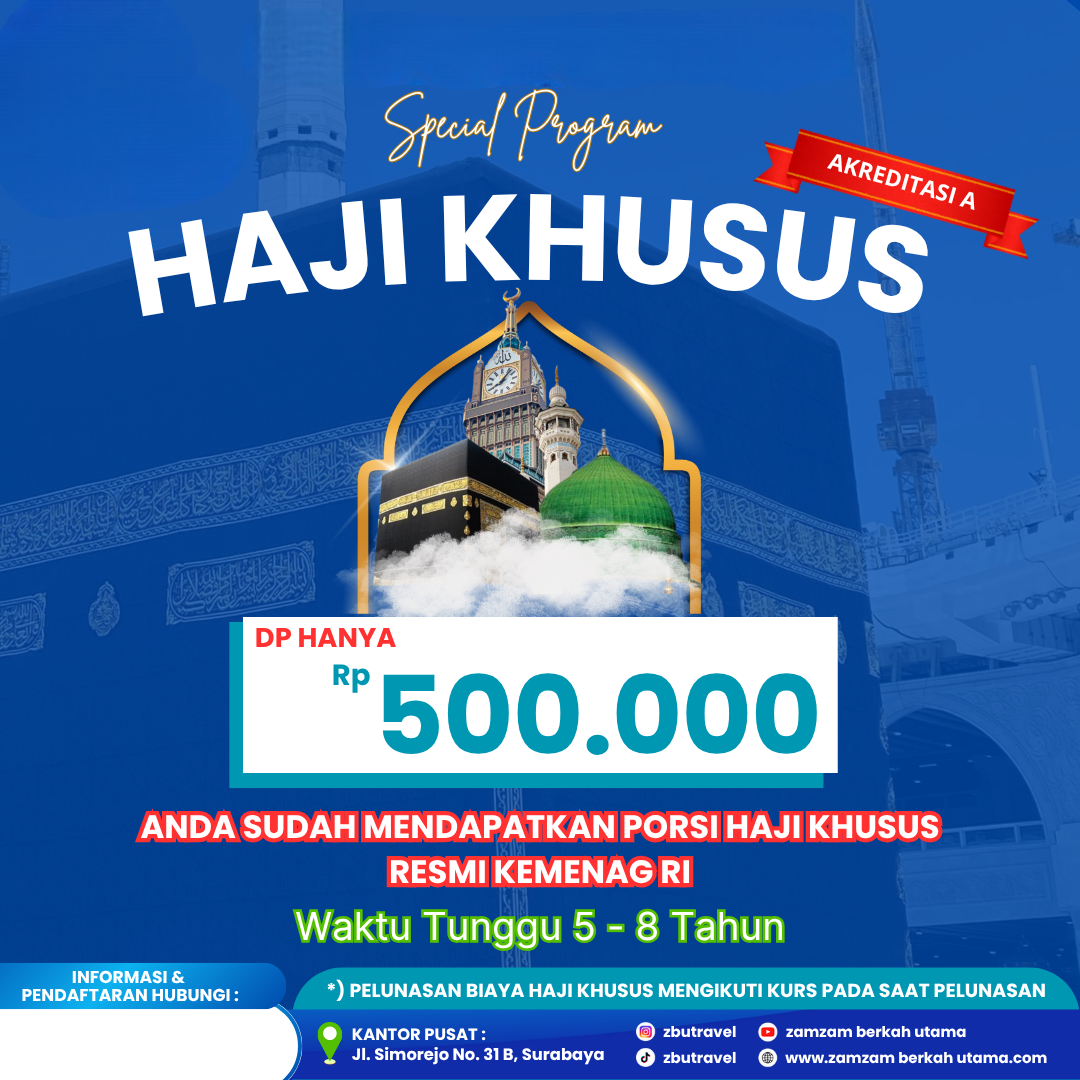 Special Program
AKREDITASI A
HAJI KHUSUS
DP HANYA
Rp 500.000
ANDA SUDAH MENDAPATKAN PORSI HAJI KHUSUS
RESMI KEMENAG RI
Waktu Tunggu 5 - 8 Tahun
INFORMASI &
PENDAFTARAN HUBUNGI :
*) PELUNASAN BIAYA HAJI KHUSUS MENGIKUTI KURS PADA SAAT PELUNASAN
KANTOR PUSAT :
Jl. Simorejo No. 31 B, Surabaya
zbutravel
zamzam berkah utama
zbutravel
www.zamzam berkah utama.com